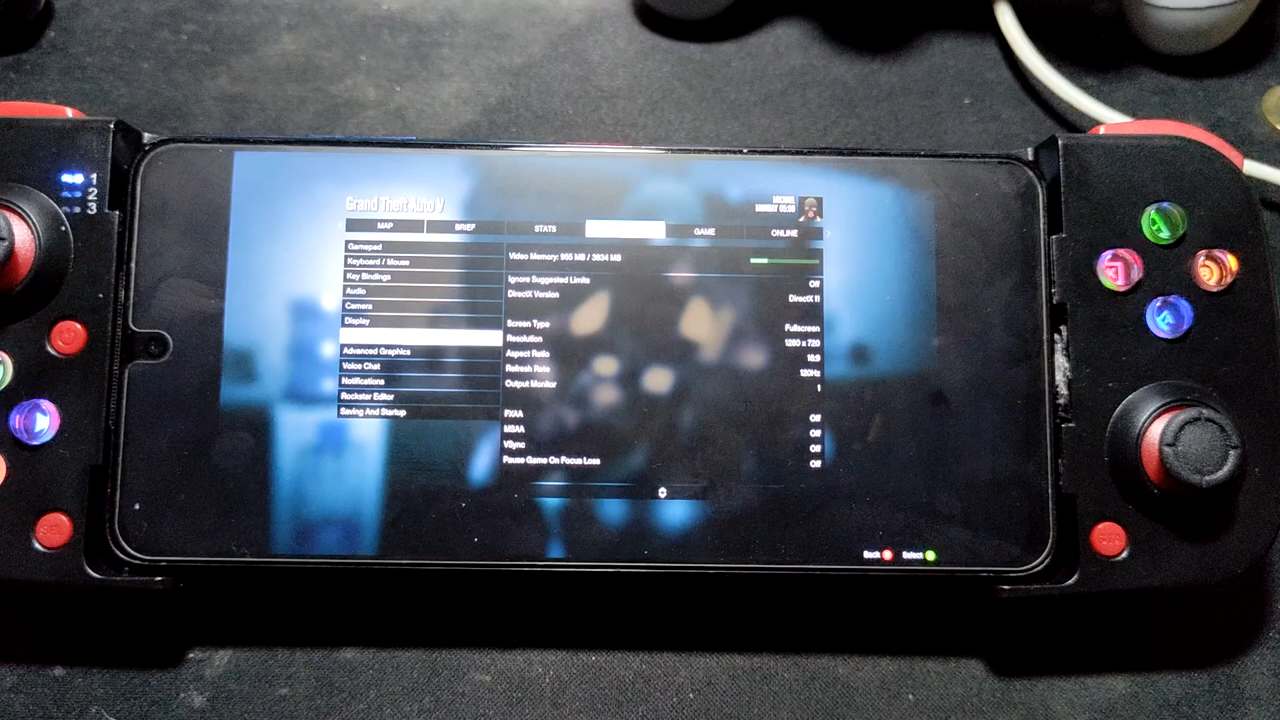 1
2
3
Grand Theft Auto V
MICHAEL
MONDAY 05:00
MAP
BRIEF
STATS
GAME
ONLINE
Gamepad
Keyboard / Mouse
Key Bindings
Audio
Camera
Display
Advanced Graphics
Voice Chat
Notifications
Rockstar Editor
Saving And Startup
Video Memory: 955 MB / 3834 MB
Ignore Suggested Limits Off
DirectX Version DirectX 11
Screen Type Fullscreen
Resolution 1280 x 720
Aspect Ratio 16:9
Refresh Rate 120Hz
Output Monitor 1
FXAA Off
MSAA Off
VSync Off
Pause Game On Focus Loss Off
Back Select